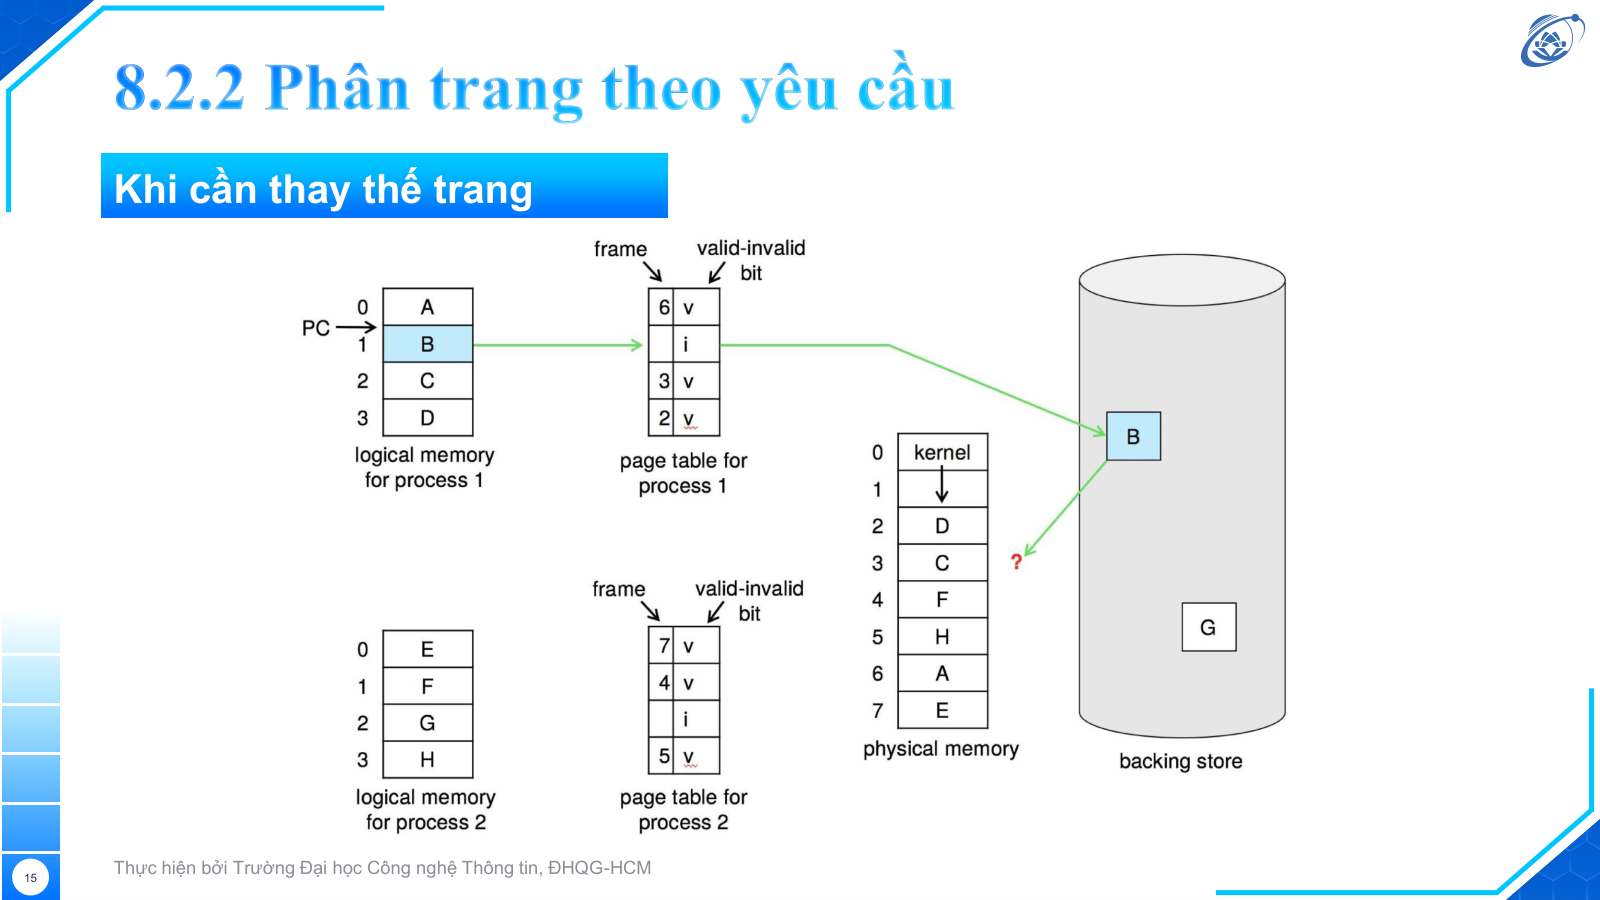 8.2.2 Phân trang theo yêu cầu
Khi cần thay thế trang
frame
valid-invalid
bit
PC
0 A
1 B
2 C
3 D
logical memory
for process 1
6 v
i
3 v
2 v
page table for
process 1
0 kernel
1
2 D
3 C
4 F
5 H
6 A
7 E
physical memory
?
B
G
backing store
frame
valid-invalid
bit
0 E
1 F
2 G
3 H
logical memory
for process 2
7 v
4 v
i
5 v
page table for
process 2
Thực hiện bởi Trường Đại học Công nghệ Thông tin, ĐHQG-HCM
15